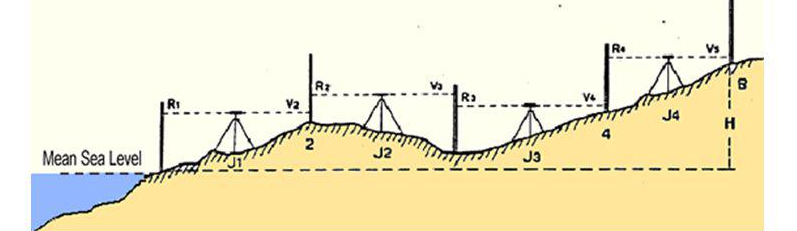 R4 V5
B
R2 V3
R3 V4
R1 V2
J4
H
2
4
J1
J2
J3
Mean Sea Level